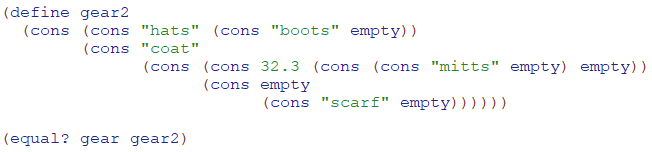 (define gear2
  (cons (cons "hats" (cons "boots" empty))
        (cons "coat"
              (cons (cons 32.3 (cons (cons "mitts" empty) empty))
                    (cons empty
                          (cons "scarf" empty))))))
(equal? gear gear2)